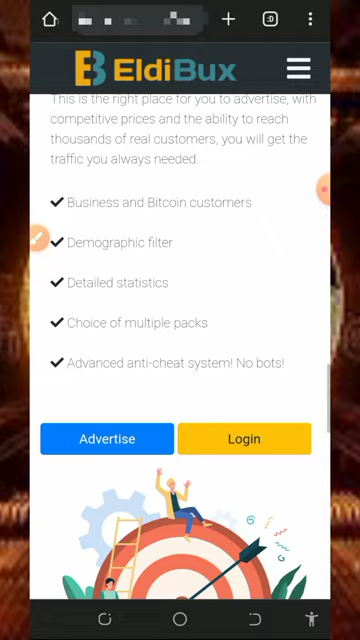 :D
EldiBux
This is the right place for you to advertise, with
competitive prices and the ability to reach
thousands of real customers, you will get the
traffic you always needed.
Business and Bitcoin customers
Demographic filter
Detailed statistics
Choice of multiple packs
Advanced anti-cheat system! No bots!
Advertise
Login